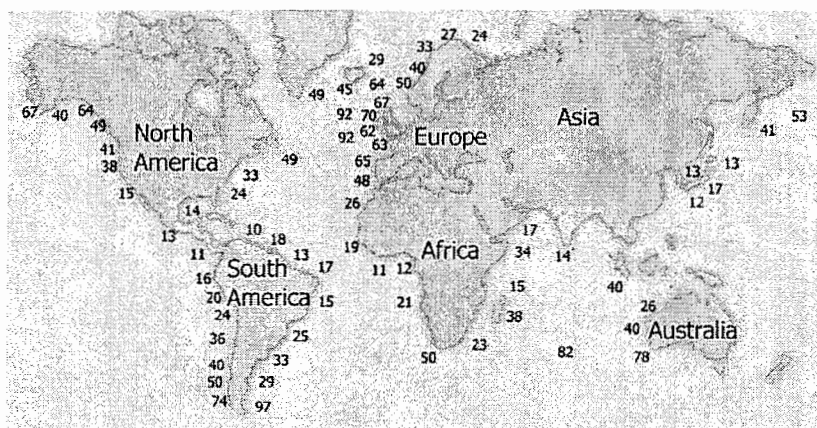 27 24
33
29
40
49 45 64 50
67
67 40 64 92 70 53
49 62 41
North America Europe Asia
92 63
41
38 49 65 13 13
33 48
15 24 17
14 26 12
13 10 17
18 19 Africa 34 14
11 13 11 12
South America
16 17 15 40
20 15 21 26
24 38
36 25 40 Australia
33 50 23 82 78
40
50 29
74 97